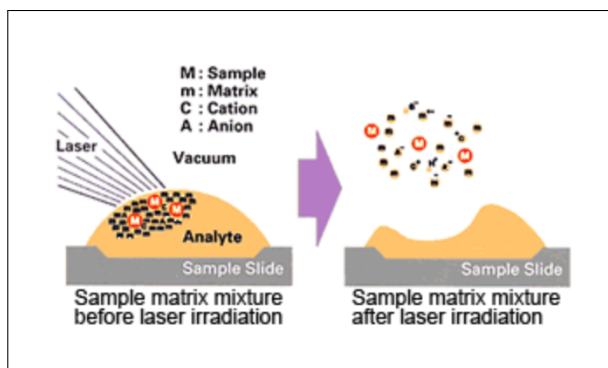 M : Sample
m : Matrix
C : Cation
A : Anion
Laser
Vacuum
M
M
M
Analyte
Sample Slide
Sample matrix mixture
before laser irradiation
M
M
M
Sample Slide
Sample matrix mixture
after laser irradiation